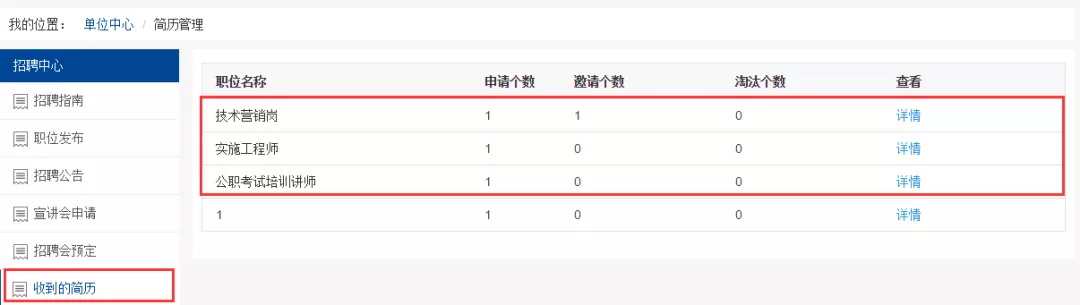 我的位置： 单位中心 / 简历管理
招聘中心
招聘指南
职位发布
招聘公告
宣讲会申请
招聘会预定
收到的简历
职位名称 申请个数 邀请个数 淘汰个数 查看
技术营销岗 1 1 0 详情
实施工程师 1 0 0 详情
公职考试培训讲师 1 0 0 详情
1 1 0 0 详情